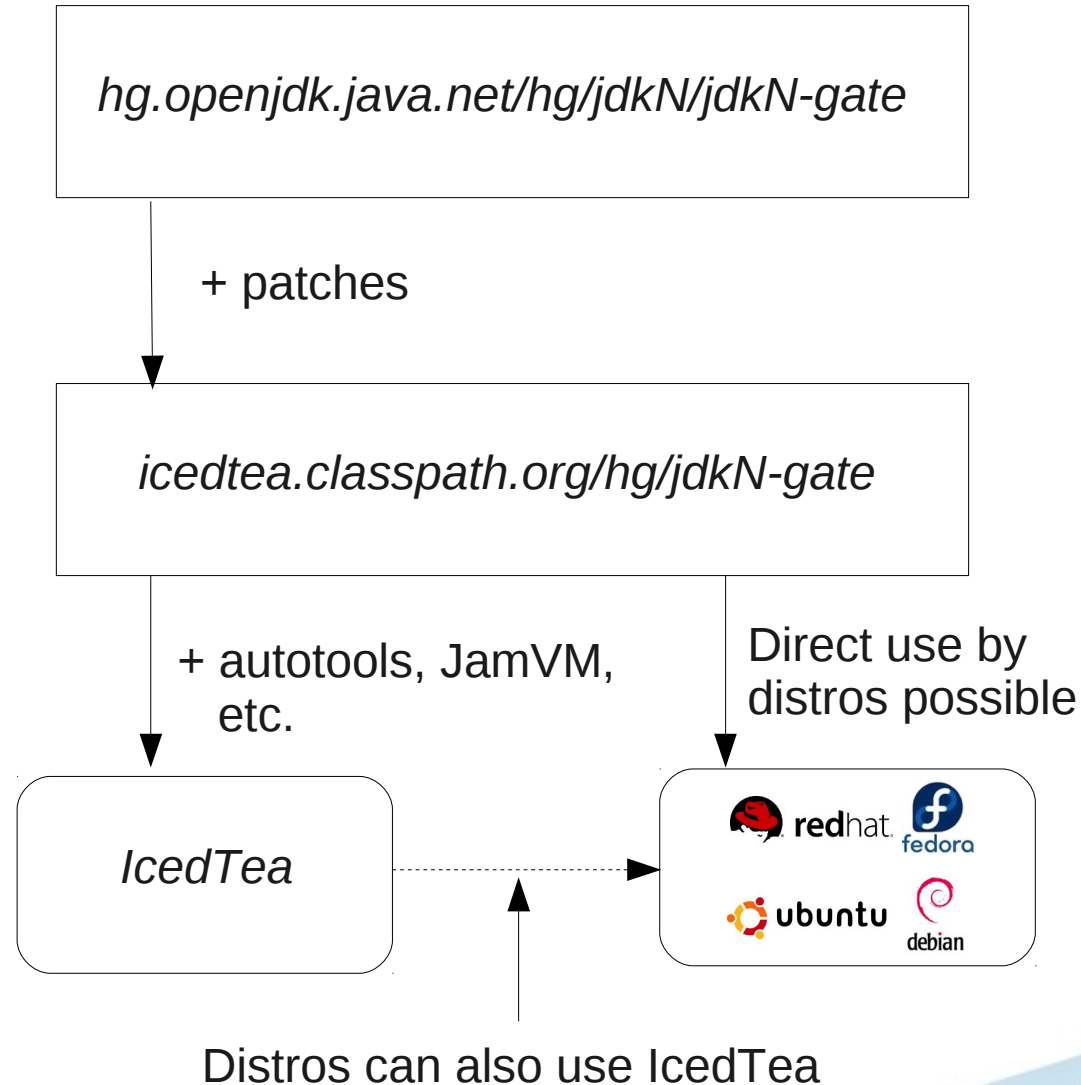 hg.openjdk.java.net/hg/jdkN/jdkN-gate
+ patches
icedtea.classpath.org/hg/jdkN-gate
+ autotools, JamVM,
etc.
Direct use by
distros possible
IcedTea
redhat.
fedora
ubuntu
debian
Distros can also use IcedTea